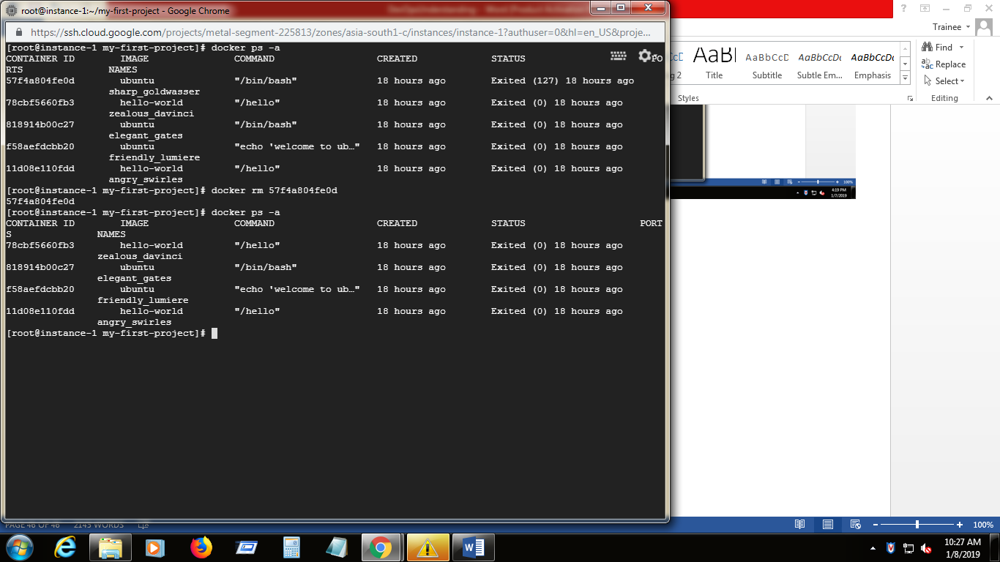 root@instance-1:~/my-first-project - Google Chrome
https://ssh.cloud.google.com/projects/metal-segment-225813/zones/asia-south1-c/instances/instance-1?authuser=0&hl=en_US&proje...
[root@instance-1 my-first-project]# docker ps -a
CONTAINER ID IMAGE COMMAND CREATED STATUS PO
RTS NAMES
57f4a804fe0d ubuntu "/bin/bash" 18 hours ago Exited (127) 18 hours ago
sharp_goldwasser
78cbf5660fb3 hello-world "/hello" 18 hours ago Exited (0) 18 hours ago
zealous_davinci
818914b00c27 ubuntu "/bin/bash" 18 hours ago Exited (0) 18 hours ago
elegant_gates
f58aefdcbb20 ubuntu "echo 'welcome to ub…" 18 hours ago Exited (0) 18 hours ago
friendly_lumiere
11d08e110fdd hello-world "/hello" 18 hours ago Exited (0) 18 hours ago
angry_swirles
[root@instance-1 my-first-project]# docker rm 57f4a804fe0d
57f4a804fe0d
[root@instance-1 my-first-project]# docker ps -a
CONTAINER ID IMAGE COMMAND CREATED STATUS PORT
S NAMES
78cbf5660fb3 hello-world "/hello" 18 hours ago Exited (0) 18 hours ago
zealous_davinci
818914b00c27 ubuntu "/bin/bash" 18 hours ago Exited (0) 18 hours ago
elegant_gates
f58aefdcbb20 ubuntu "echo 'welcome to ub…" 18 hours ago Exited (0) 18 hours ago
friendly_lumiere
11d08e110fdd hello-world "/hello" 18 hours ago Exited (0) 18 hours ago
angry_swirles
[root@instance-1 my-first-project]#
Trainee
AaBbCcD AaBbCcDc AaBbCcDc
g 2 Title Subtitle Subtle Em... Emphasis
Styles
Find
Replace
Select
Editing
100%
4:19 PM
1/7/2019
PAGE 46 OF 46 2145 WORDS
100%
10:27 AM
1/8/2019